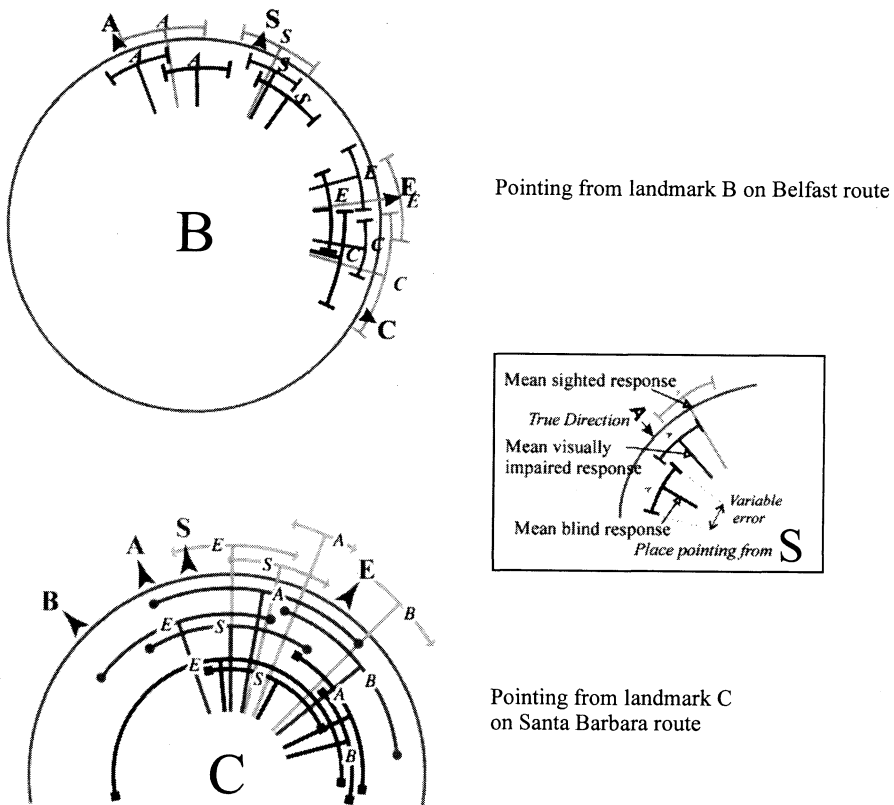 A
A
S
S
A
A
S
S
E
E
E
E
C
C
C
C
B
Pointing from landmark B on Belfast route
Mean sighted response
True Direction
A
Mean visually
impaired response
A
A
Mean blind response
Variable
error
Place pointing from S
B
A
S
E
S
A
E
B
E
S
A
B
E
S
A
B
C
Pointing from landmark C
on Santa Barbara route